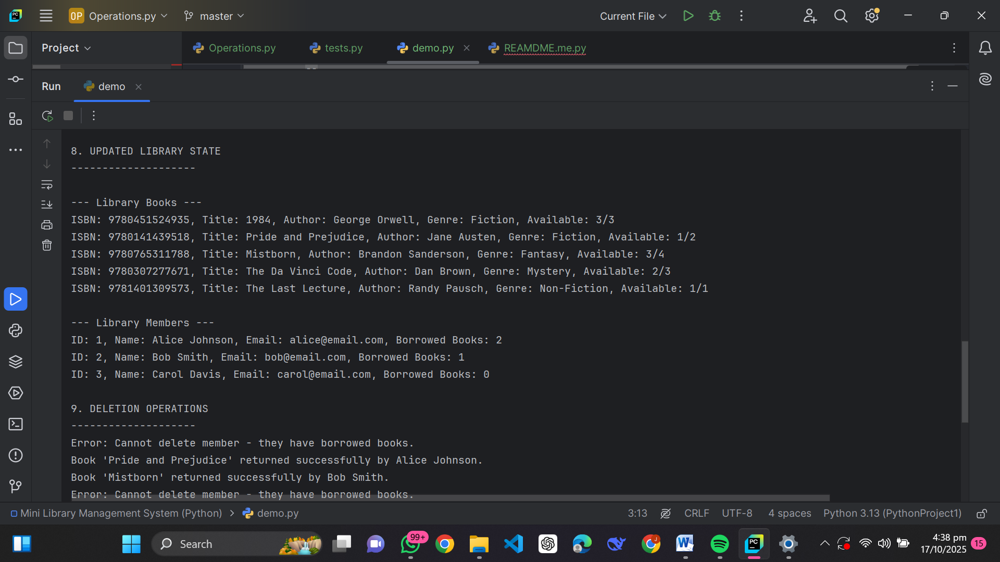 PC
OP Operations.py
master
Current File
Project
Operations.py
tests.py
demo.py
REAMDME.me.py
Run
demo
8. UPDATED LIBRARY STATE
--------------------
--- Library Books ---
ISBN: 9780451524935, Title: 1984, Author: George Orwell, Genre: Fiction, Available: 3/3
ISBN: 9780141439518, Title: Pride and Prejudice, Author: Jane Austen, Genre: Fiction, Available: 1/2
ISBN: 9780765311788, Title: Mistborn, Author: Brandon Sanderson, Genre: Fantasy, Available: 3/4
ISBN: 9780307277671, Title: The Da Vinci Code, Author: Dan Brown, Genre: Mystery, Available: 2/3
ISBN: 9781401309573, Title: The Last Lecture, Author: Randy Pausch, Genre: Non-Fiction, Available: 1/1
--- Library Members ---
ID: 1, Name: Alice Johnson, Email: alice@email.com, Borrowed Books: 2
ID: 2, Name: Bob Smith, Email: bob@email.com, Borrowed Books: 1
ID: 3, Name: Carol Davis, Email: carol@email.com, Borrowed Books: 0
9. DELETION OPERATIONS
--------------------
Error: Cannot delete member - they have borrowed books.
Book 'Pride and Prejudice' returned successfully by Alice Johnson.
Book 'Mistborn' returned successfully by Bob Smith.
Error: Cannot delete member - they have borrowed books.
Mini Library Management System (Python) > demo.py
3:13
CRLF
UTF-8
4 spaces
Python 3.13 (PythonProject1)
Search
99+
J
W
PC
4:38 pm
17/10/2025
15